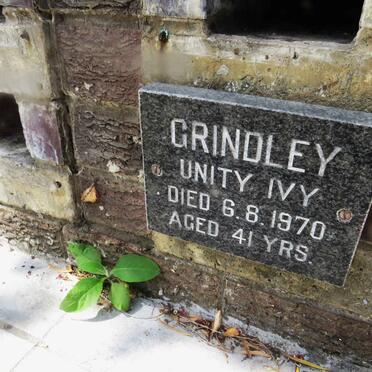 GRINDLEY
UNITY IVY
DIED 6.8.1970
AGED 41 YRS.